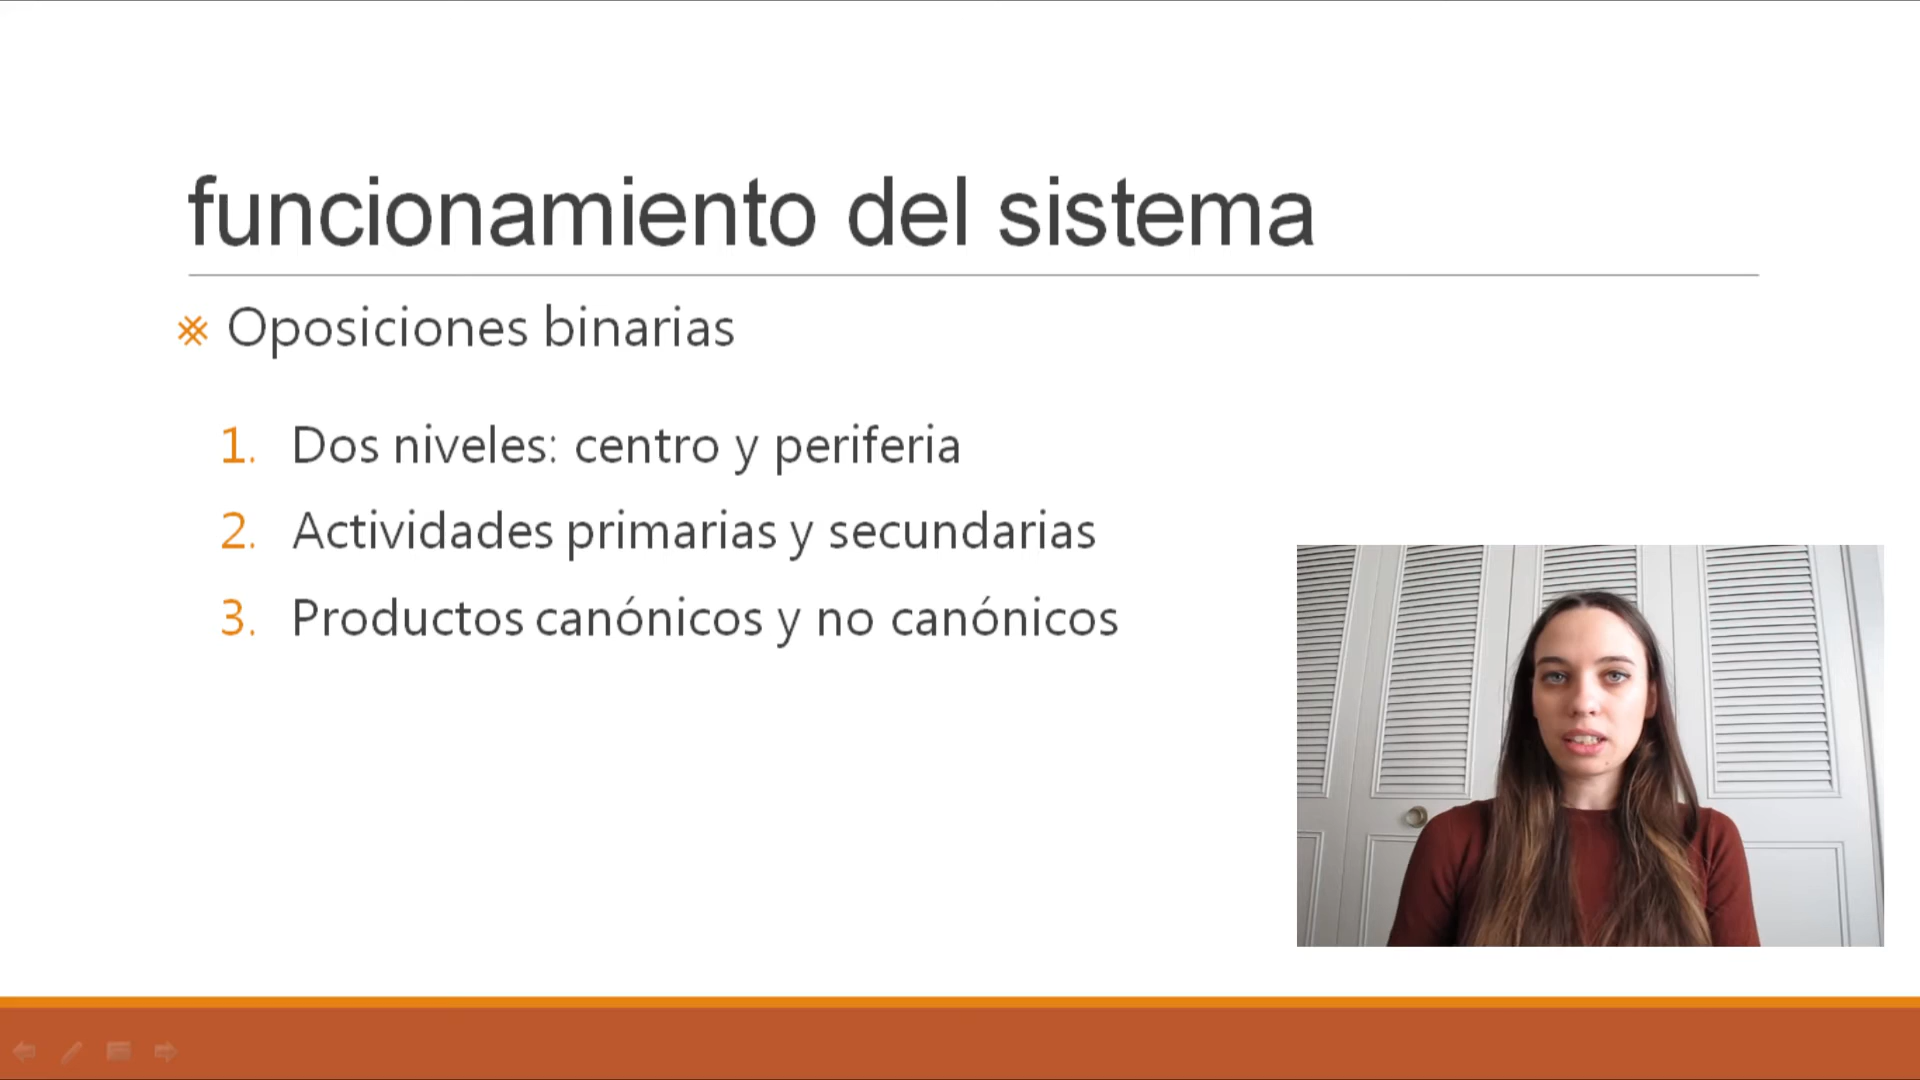 funcionamiento del sistema
※ Oposiciones binarias
1. Dos niveles: centro y periferia
2. Actividades primarias y secundarias
3. Productos canónicos y no canónicos